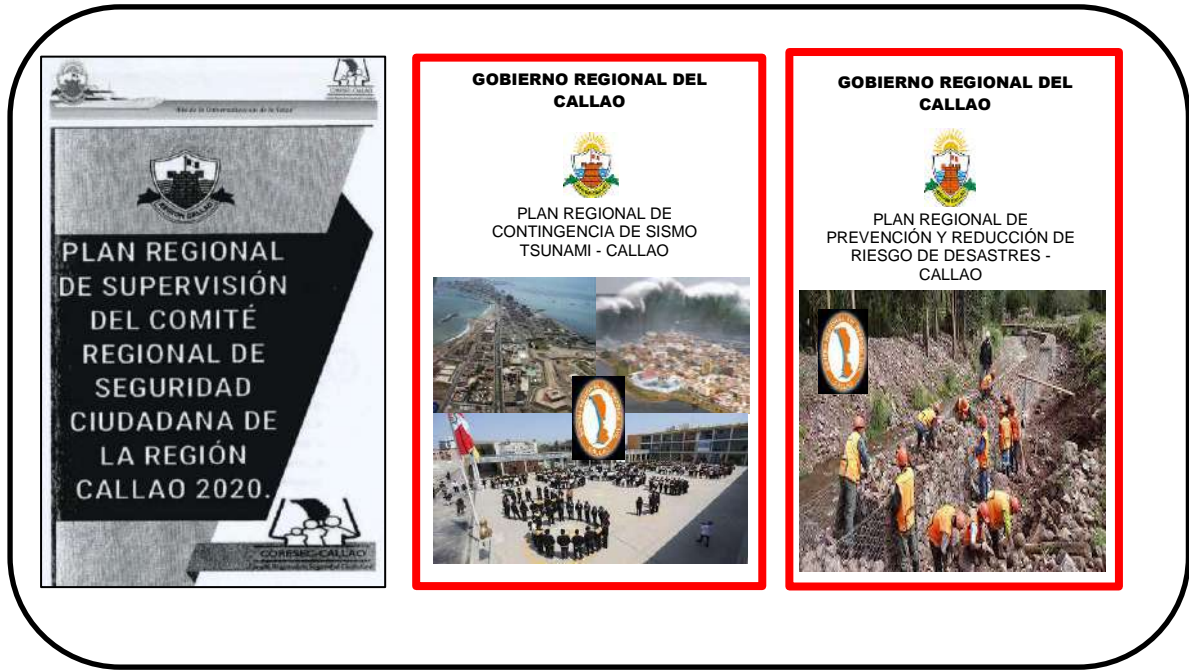 PLAN REGIONAL
DE SUPERVISIÓN
DEL COMITÉ
REGIONAL DE
SEGURIDAD
CIUDADANA DE
LA REGIÓN
CALLAO 2020.
CORESEC-CALLAO
GOBIERNO REGIONAL DEL
CALLAO
PLAN REGIONAL DE
CONTINGENCIA DE SISMO
TSUNAMI - CALLAO
GOBIERNO REGIONAL DEL
CALLAO
PLAN REGIONAL DE
PREVENCIÓN Y REDUCCIÓN DE
RIESGO DE DESASTRES -
CALLAO